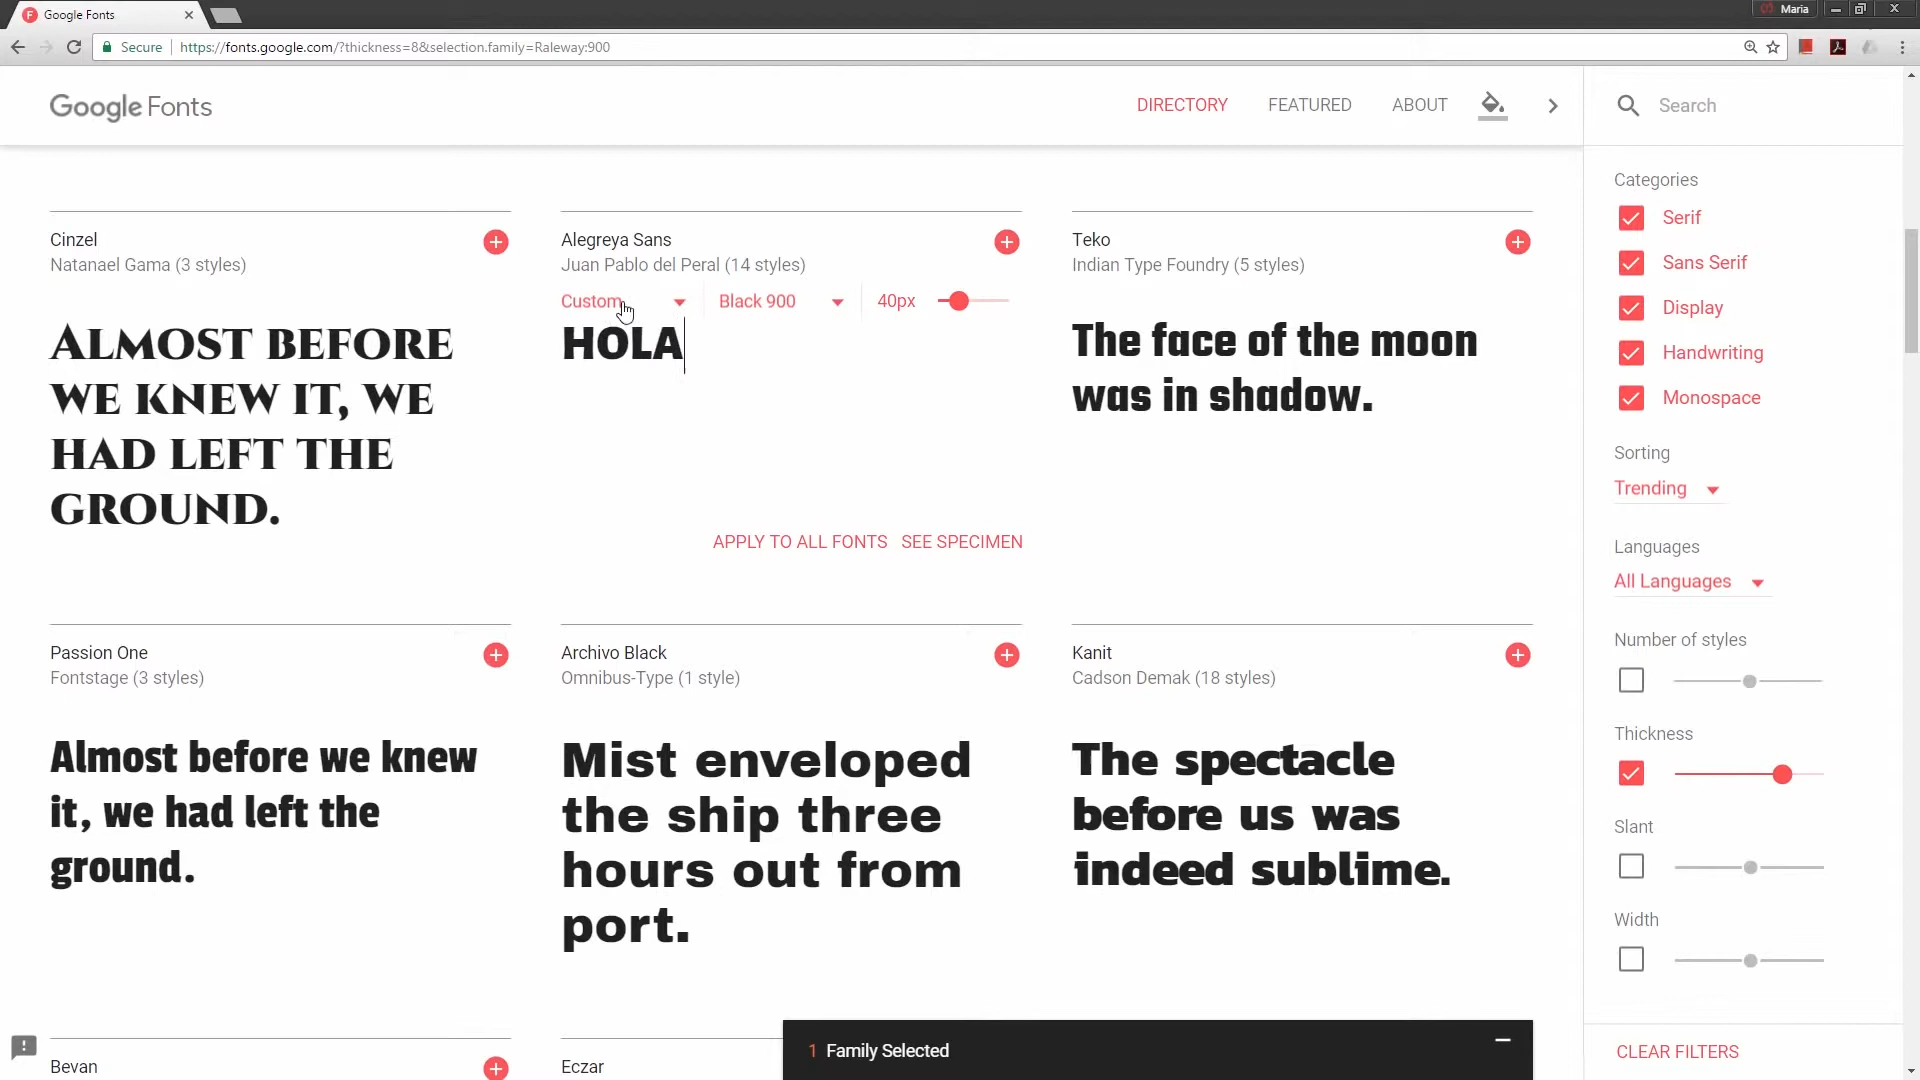 Google Fonts
Maria
Secure
https://fonts.google.com/?thickness=8&selection.family=Raleway:900
Google Fonts
DIRECTORY
FEATURED
ABOUT
Search
Cinzel
Natanael Gama (3 styles)
ALMOST BEFORE
WE KNEW IT, WE
HAD LEFT THE
GROUND.
Alegreya Sans
Juan Pablo del Peral (14 styles)
Custom
Black 900
40px
HOLA
APPLY TO ALL FONTS
SEE SPECIMEN
Teko
Indian Type Foundry (5 styles)
The face of the moon
was in shadow.
Passion One
Fontstage (3 styles)
Almost before we knew
it, we had left the
ground.
Archivo Black
Omnibus-Type (1 style)
Mist enveloped
the ship three
hours out from
port.
Kanit
Cadson Demak (18 styles)
The spectacle
before us was
indeed sublime.
Bevan
Eczar
1 Family Selected
Categories
Serif
Sans Serif
Display
Handwriting
Monospace
Sorting
Trending
Languages
All Languages
Number of styles
Thickness
Slant
Width
CLEAR FILTERS